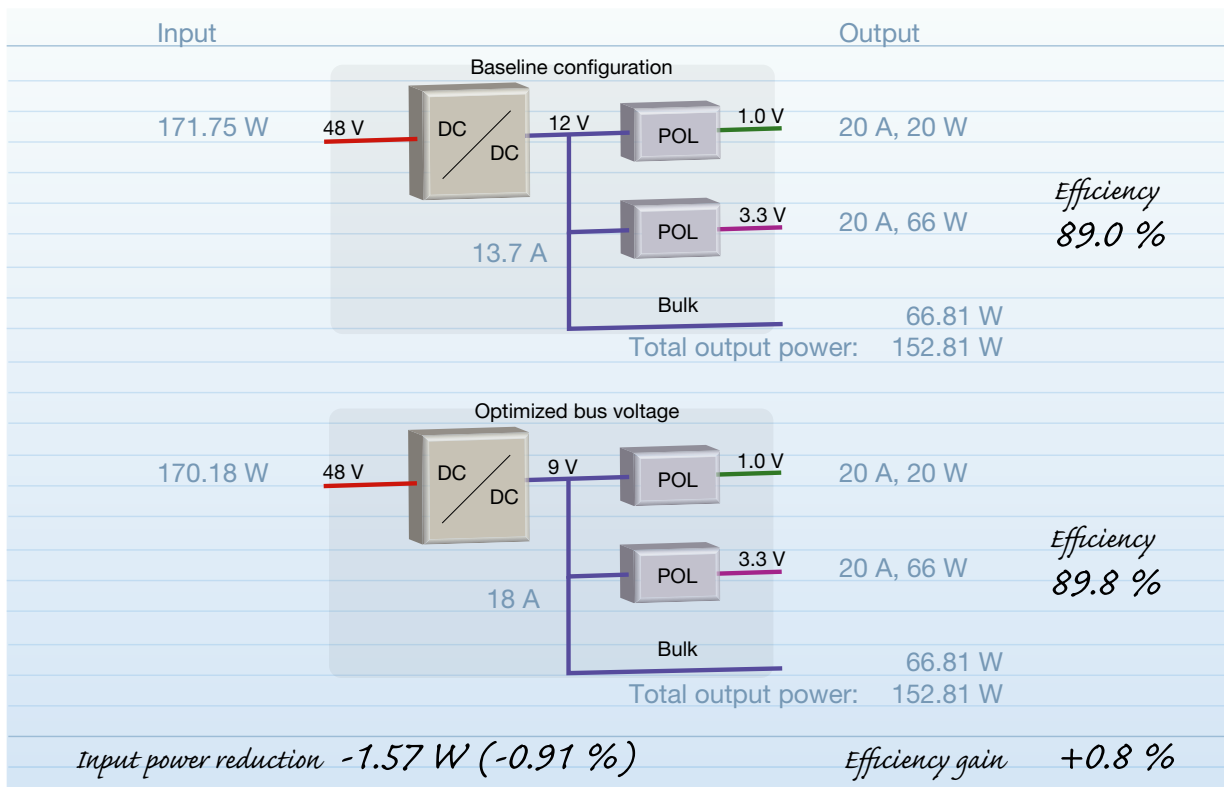 Input Output
Baseline configuration
171.75 W 48 V DC DC 12 V POL 1.0 V 20 A, 20 W
Efficiency
13.7 A POL 3.3 V 20 A, 66 W 89.0 %
Bulk 66.81 W
Total output power: 152.81 W
Optimized bus voltage
170.18 W 48 V DC DC 9 V POL 1.0 V 20 A, 20 W
Efficiency
18 A POL 3.3 V 20 A, 66 W 89.8 %
Bulk 66.81 W
Total output power: 152.81 W
Input power reduction -1.57 W (-0.91 %) Efficiency gain +0.8 %